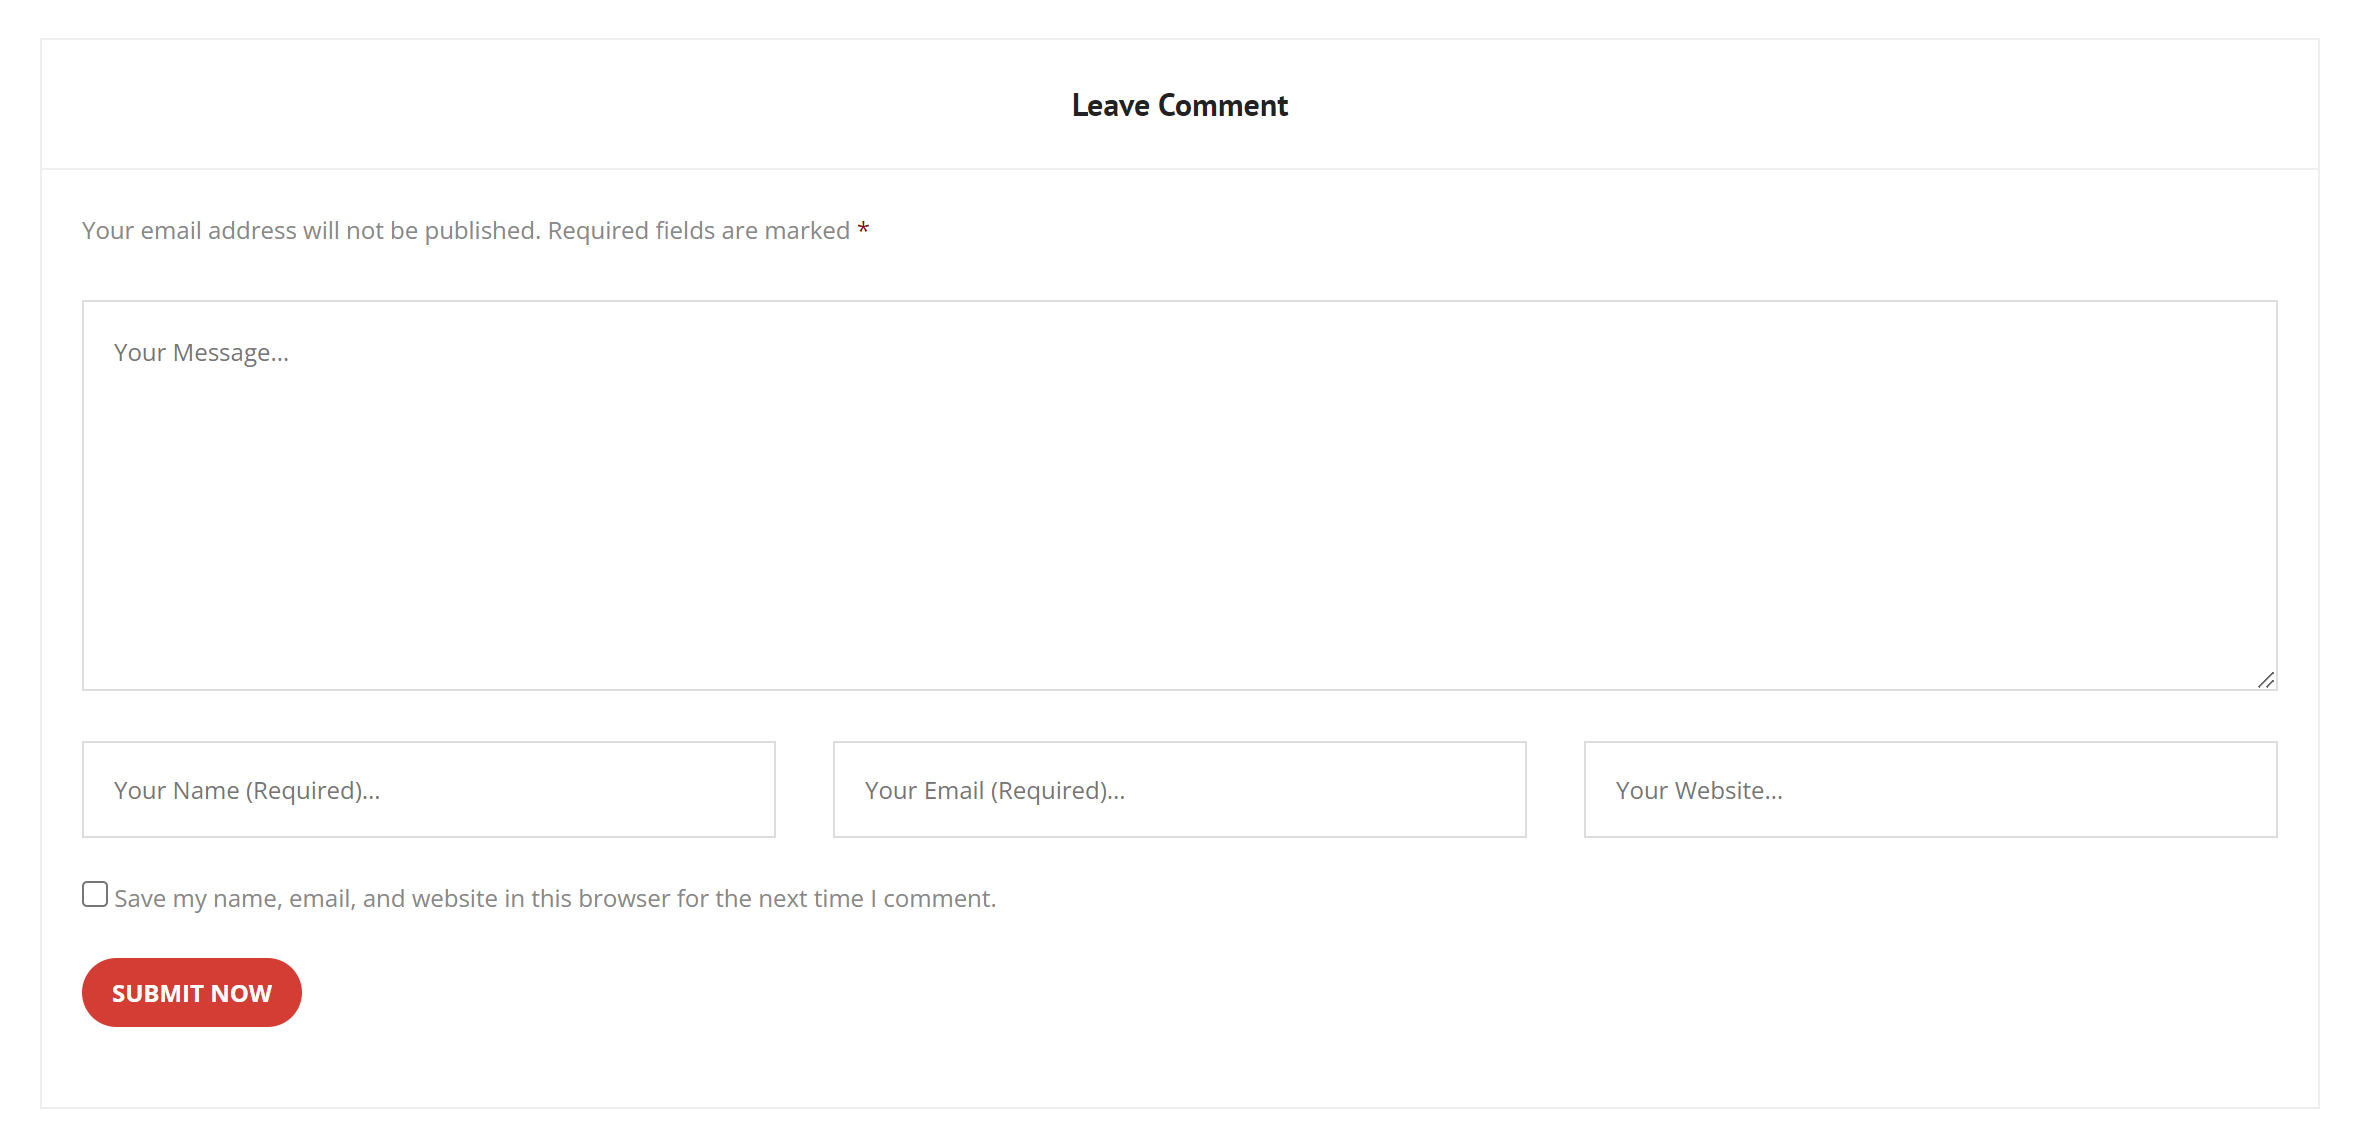 Leave Comment
Your email address will not be published. Required fields are marked *
Your Message...
Your Name (Required)...
Your Email (Required)...
Your Website...
Save my name, email, and website in this browser for the next time I comment.
SUBMIT NOW